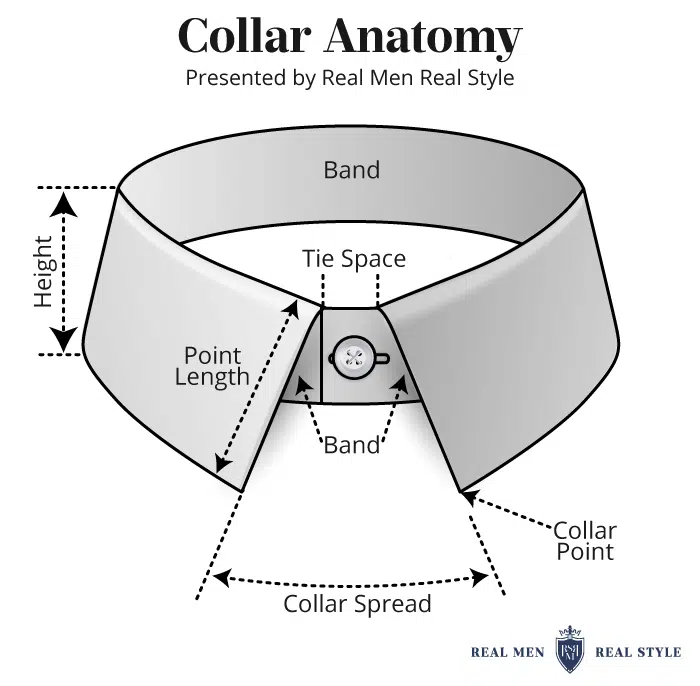 Collar Anatomy
Presented by Real Men Real Style
Band
Tie Space
Height
Point
Length
Band
Collar
Point
Collar Spread
REAL MEN
REAL STYLE